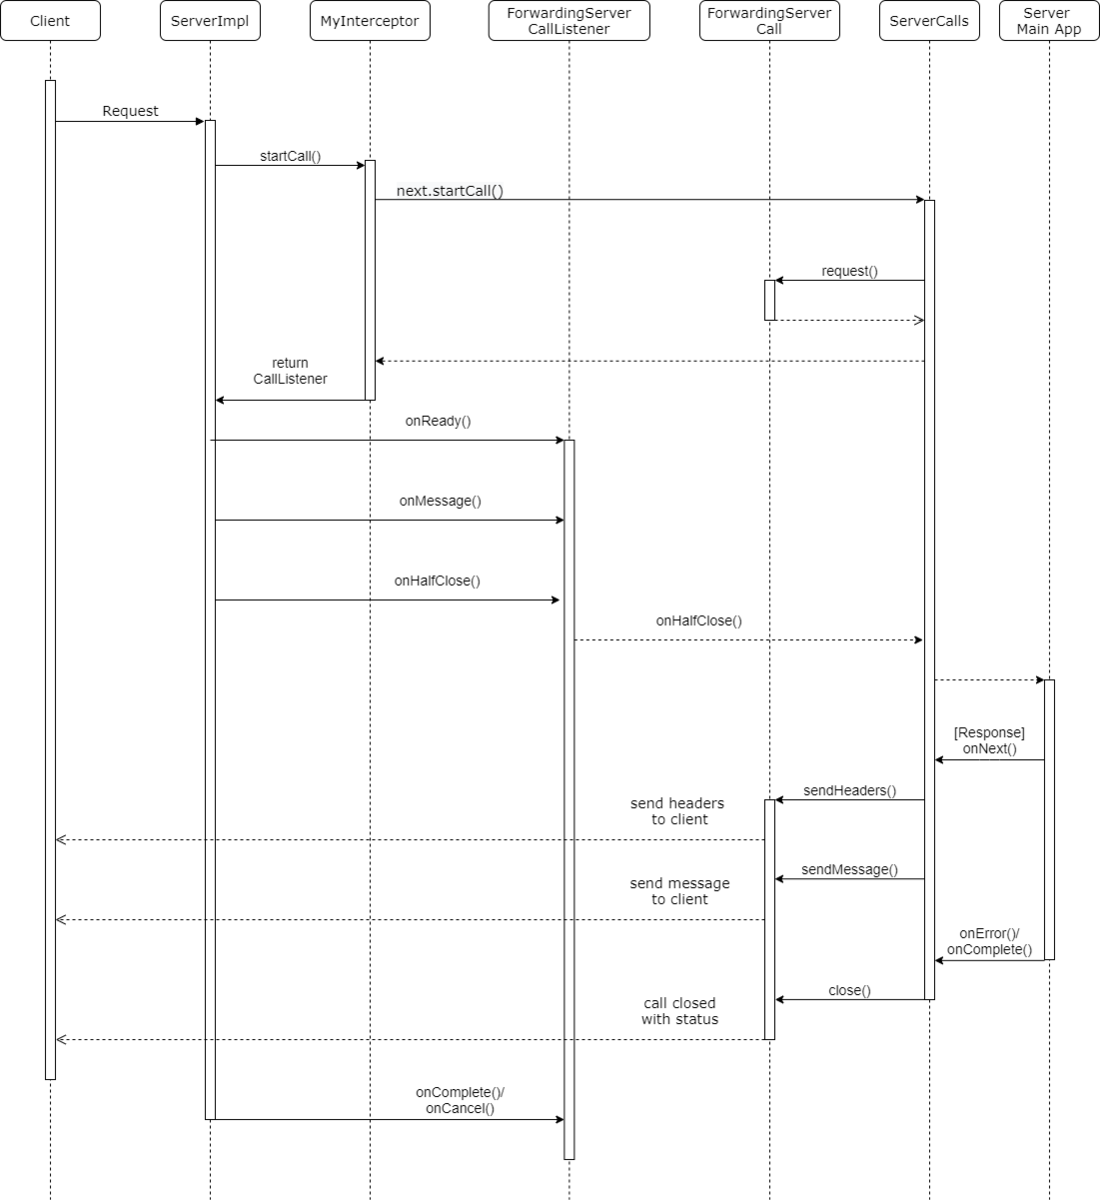 Client
ServerImpl
MyInterceptor
ForwardingServer
CallListener
ForwardingServer
Call
ServerCalls
Server
Main App
Request
startCall()
next.startCall()
request()
return
CallListener
onReady()
onMessage()
onHalfClose()
onHalfClose()
[Response]
onNext()
sendHeaders()
send headers
to client
sendMessage()
send message
to client
onError()/
onComplete()
close()
call closed
with status
onComplete()/
onCancel()